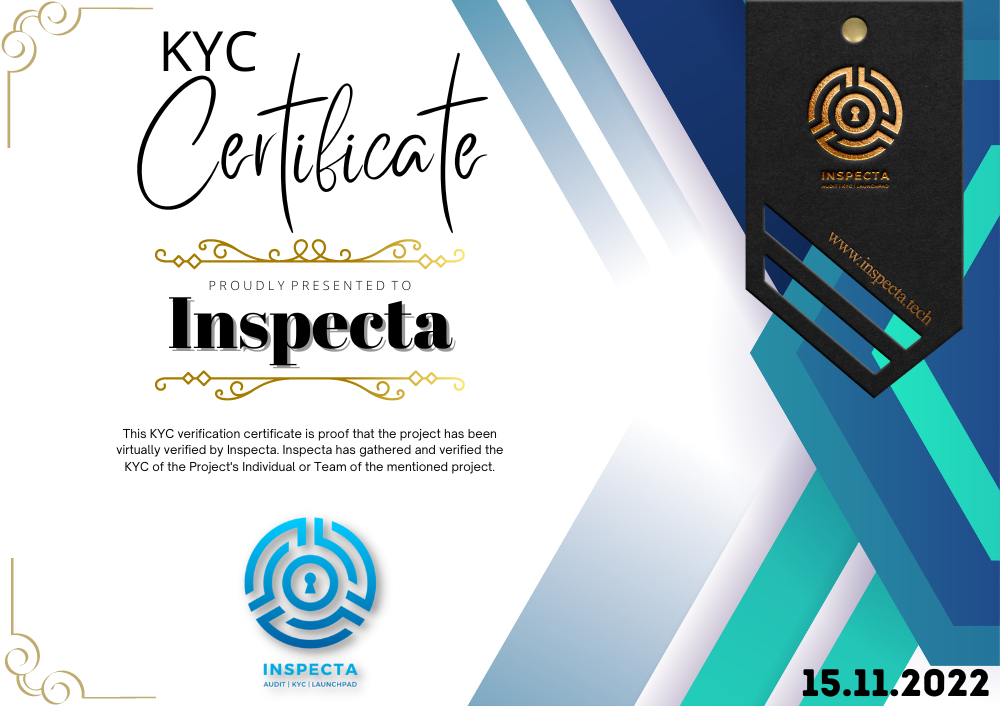 KYC
Certificate
PROUDLY PRESENTED TO
Inspecta
This KYC verification certificate is proof that the project has been
virtually verified by Inspecta. Inspecta has gathered and verified the
KYC of the Project's Individual or Team of the mentioned project.
INSPECTA
AUDIT | KYC | LAUNCHPAD
INSPECTA
AUDIT | KYC | LAUNCHPAD
www.inspecta.tech
15.11.2022